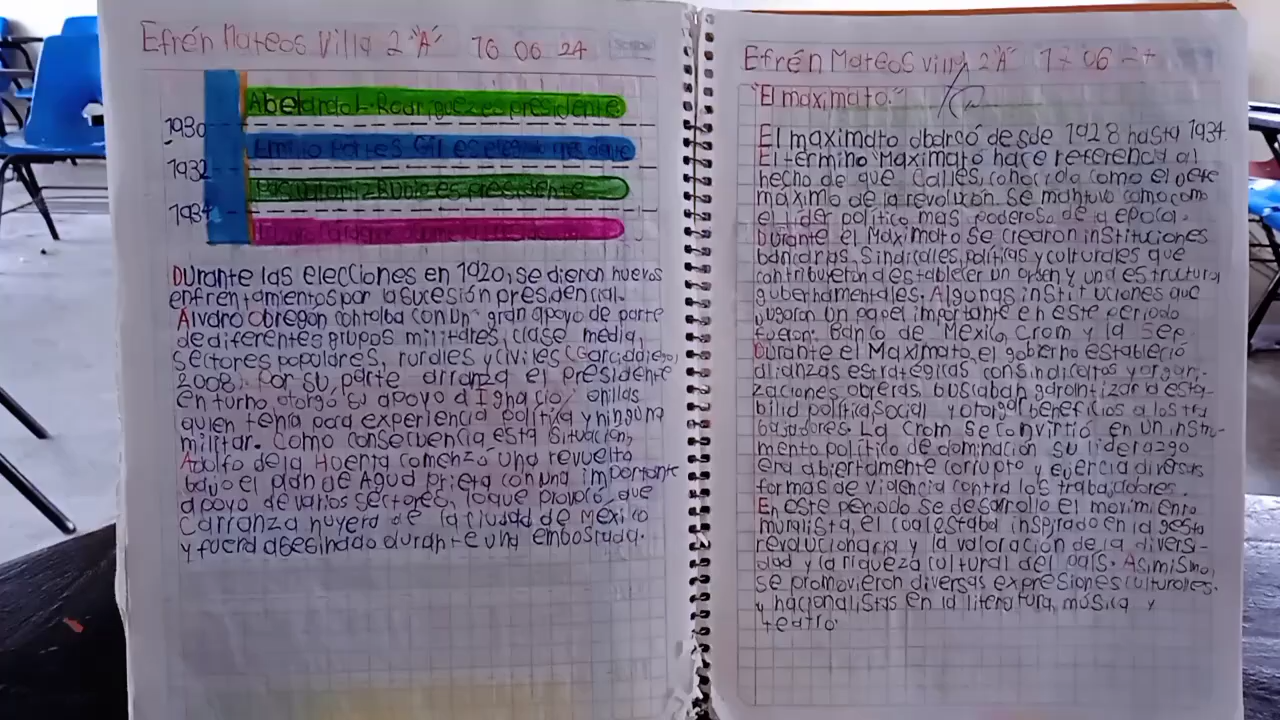 Efrén Mateos Villa 2 "A" 16 06 24
Abelardo L. Rodriguez es presidente
1930
Emilio Portes Gil es elegido presidente
1932
Rubio es presidente
1934
Durante las elecciones en 1920, se dieron nuevos
enfrentamientos por la sucesión presidencial.
Álvaro Obregón contaba con un gran apoyo de parte
de diferentes grupos militares, clase media,
sectores populares, rurales y civiles (Garciadiego,
2008). Por su parte arranza el presidente
en turno otorgó su apoyo a Ignacio onillas
quien tenía poca experiencia política y ninguna
militar. Como consecuencia esta situación,
Adolfo de la Huerta comenzó una revuelta
bajo el plan de Agua prieta con una importante
apoyo de varios sectores, lo que provocó que
Carranza huyera de la ciudad de México
y fuera asesinado durante una emboscada.
Efrén Mateos Villa 2 "A" 17 06 24
"El maximato."
El maximato abarcó desde 1928 hasta 1934.
El término "Maximato hace referencia al
hecho de que Calles, conocido como el jefe
máximo de la revolución. Se mantuvo como como
el líder político mas poderoso de la epoca.
Durante el Maximato se crearon instituciones
bancarias, Sindicales, políticas y culturales que
contribuyeron a establecer un orden y una estructura
gubernamentales. Algunas instituciones que
jugaron un papel importante en este periodo
fueron: Banco de México, Crom y la Sep.
Durante el Maximato, el gobierno estableció
alianzas estratégicas con sindicatos y organi-
zaciones obreras, buscaban garantizar la esta-
bilid política social y otorgar beneficios a los tra
bajadores. La Crom se convirtió en un instru-
mento político de dominación su liderazgo
era abiertamente corrupto y ejercía diversas
formas de violencia contra los trabajadores.
En este periodo se desarrollo el movimiento
muralista, el cual estaba inspirado en la gesta
revolucionaria y la valoración de la diversi-
dad y la riqueza cultural del país. Asimismo,
se promovieron diversas expresiones culturales.
y nacionalistas en la literatura, música y
teatro.